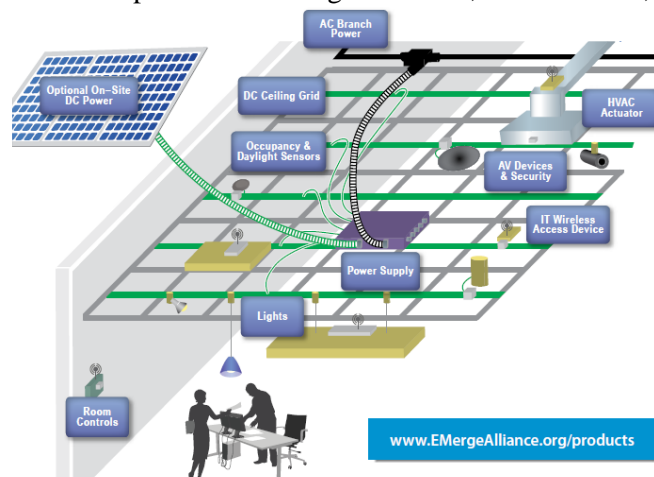 AC Branch
Power
Optional On-Site
DC Power
DC Ceiling Grid
HVAC
Actuator
Occupancy &
Daylight Sensors
AV Devices
& Security
IT Wireless
Access Device
Power Supply
Lights
Room
Controls
www.EMergeAlliance.org/products